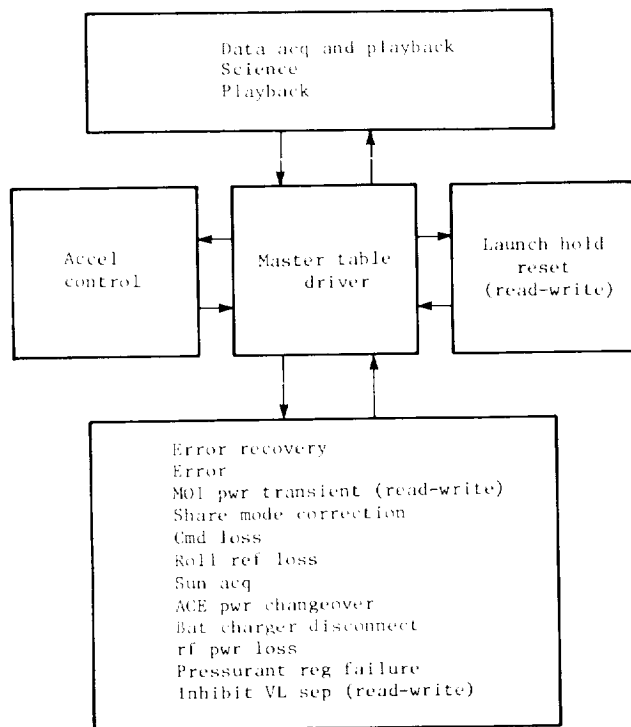 Data acq and playback
Science
Playback
Accel
control
Master table
driver
Launch hold
reset
(read-write)
Error recovery
Error
MOI pwr transient (read-write)
Share mode correction
Cmd loss
Roll ref loss
Sun acq
ACE pwr changeover
Bat charger disconnect
rf pwr loss
Pressurant reg failure
Inhibit VL sep (read-write)